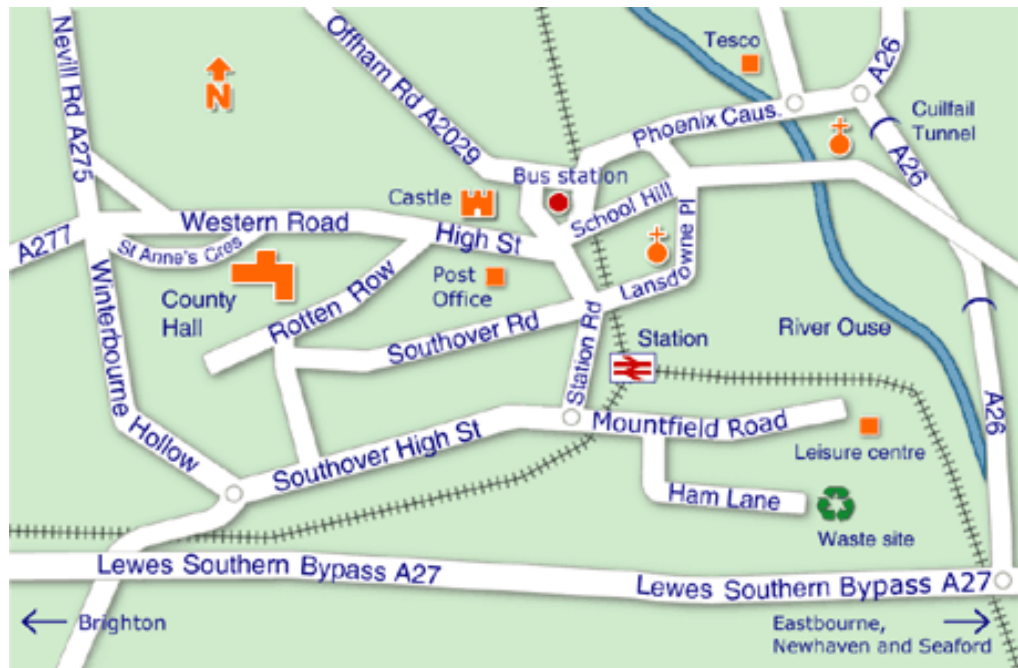 Nevill Rd A275
Offham Rd A2029
Tesco
A26
N
Phoenix Caus.
Cuilfail
Tunnel
A26
Bus station
Castle
School Hill
Western Road
High St
Lansdowne Pl
A277
St Anne's Cres
County
Hall
Post
Office
Rotten Row
Winterbourne Hollow
Southover Rd
Station Rd
Station
River Ouse
A26
Southover High St
Mountfield Road
Leisure centre
Ham Lane
Waste site
Lewes Southern Bypass A27
Lewes Southern Bypass A27
Brighton
Eastbourne,
Newhaven and Seaford